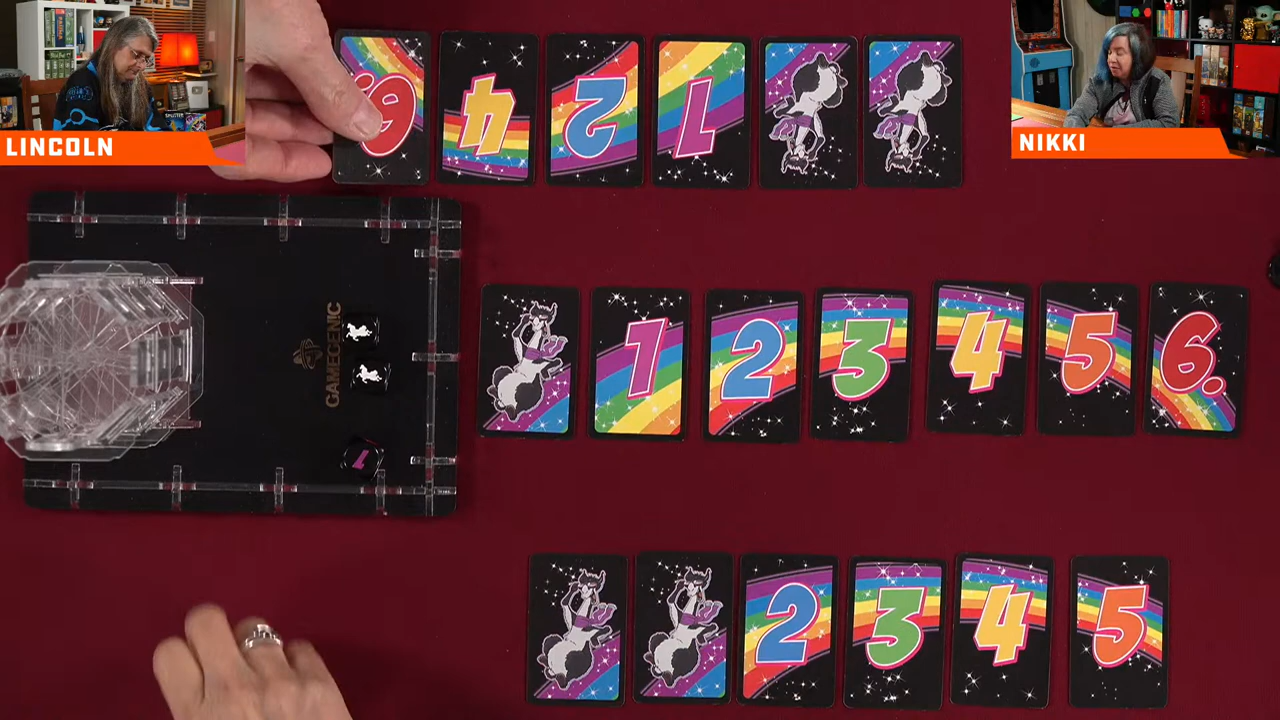 LINCOLN
NIKKI
6. 4 2 1
GAMEGENIC
1 2 3 4 5 6.
1
2 3 4 5